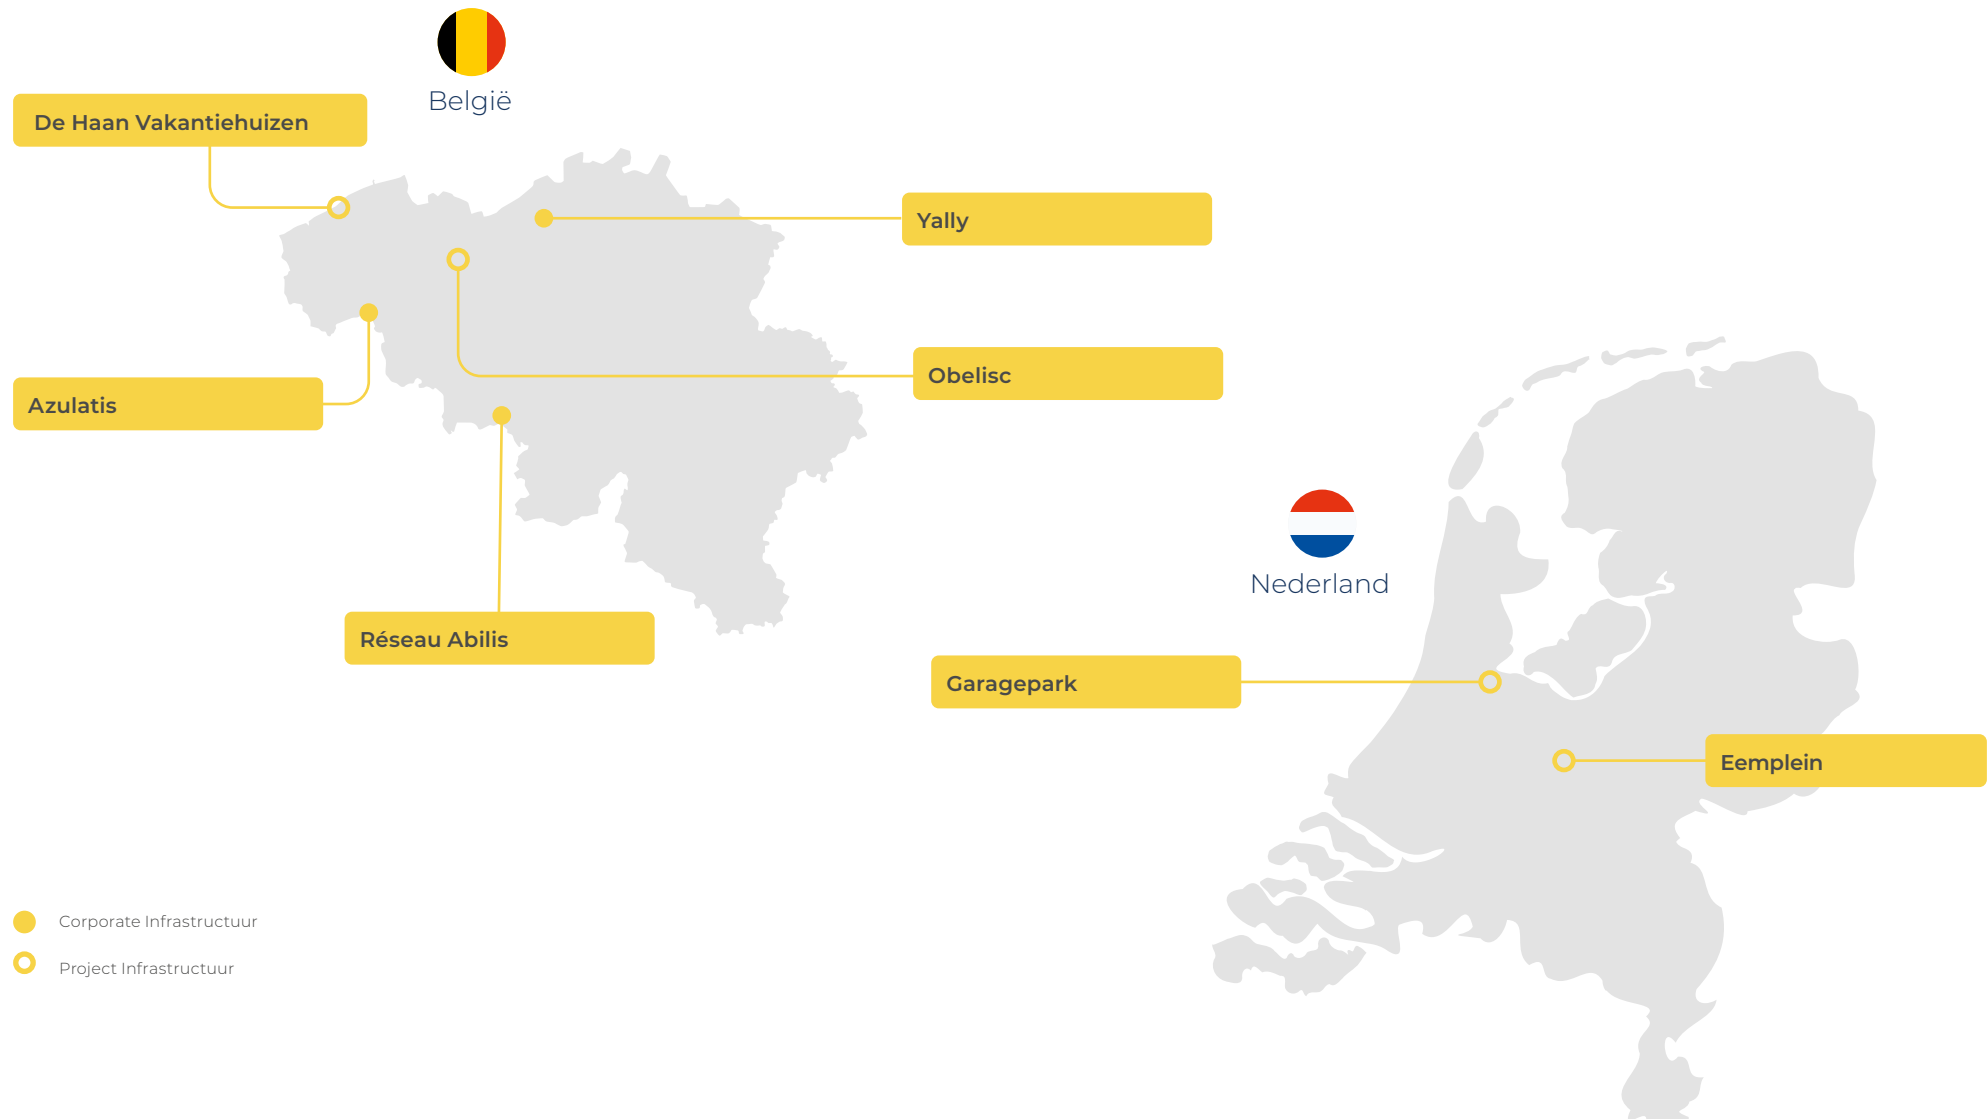 België
De Haan Vakantiehuizen
Yally
Obelisc
Azulatis
Réseau Abilis
Nederland
Garagepark
Eemplein
Corporate Infrastructuur
Project Infrastructuur